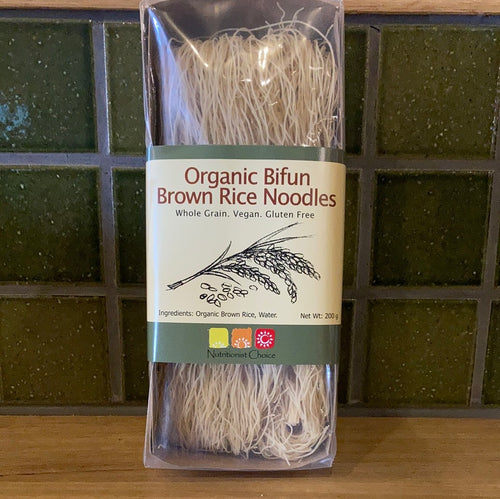 Organic Bifun
Brown Rice Noodles
Whole Grain. Vegan. Gluten Free
Ingredients: Organic Brown Rice, Water. Net Wt: 200 g
Nutritionist Choice